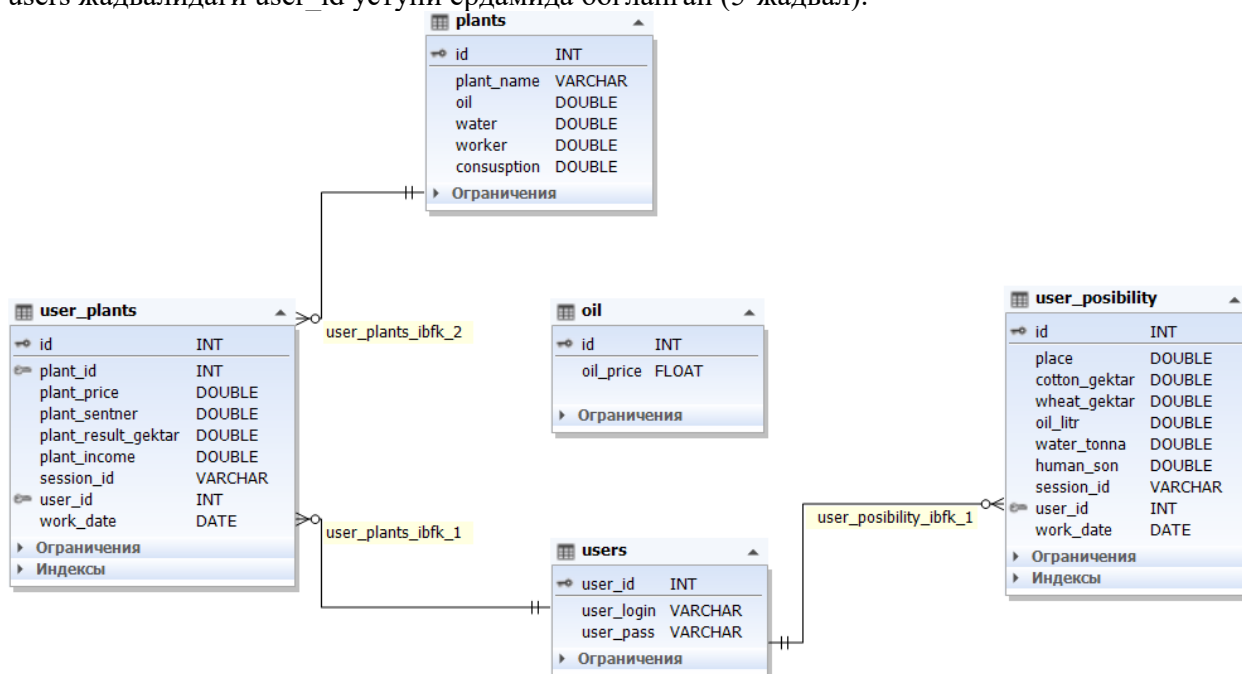 users жадвалидаги user_id устуни ёрдамида боғланган (5-жадвал).
plants
id INT
plant_name VARCHAR
oil DOUBLE
water DOUBLE
worker DOUBLE
consusption DOUBLE
Ограничения
user_plants
id INT
plant_id INT
plant_price DOUBLE
plant_sentner DOUBLE
plant_result_gektar DOUBLE
plant_income DOUBLE
session_id VARCHAR
user_id INT
work_date DATE
Ограничения
Индексы
user_plants_ibfk_2
user_plants_ibfk_1
oil
id INT
oil_price FLOAT
Ограничения
users
user_id INT
user_login VARCHAR
user_pass VARCHAR
Ограничения
user_posibility_ibfk_1
user_posibility
id INT
place DOUBLE
cotton_gektar DOUBLE
wheat_gektar DOUBLE
oil_litr DOUBLE
water_tonna DOUBLE
human_son DOUBLE
session_id VARCHAR
user_id INT
work_date DATE
Ограничения
Индексы